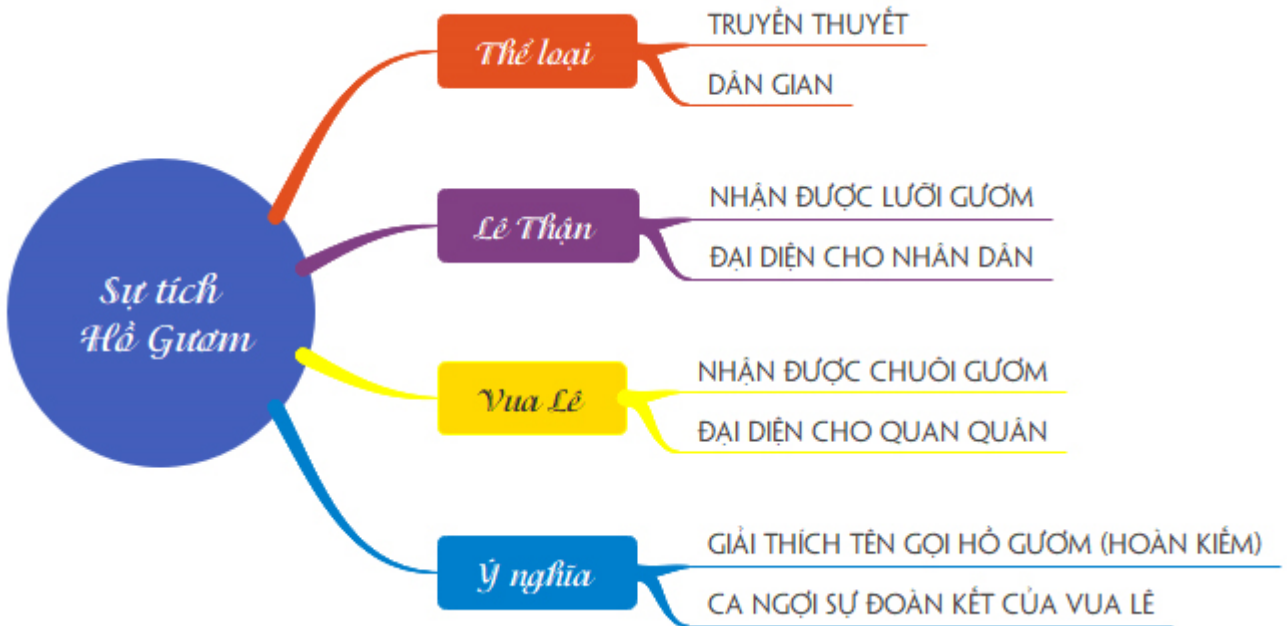 Sự tích
Hồ Gươm
Thể loại
TRUYỀN THUYẾT
DÂN GIAN
Lê Thận
NHẬN ĐƯỢC LƯỠI GƯƠM
ĐẠI DIỆN CHO NHÂN DÂN
Vua Lê
NHẬN ĐƯỢC CHUÔI GƯƠM
ĐẠI DIỆN CHO QUAN QUÂN
Ý nghĩa
GIẢI THÍCH TÊN GỌI HỒ GƯƠM (HOÀN KIẾM)
CA NGỢI SỰ ĐOÀN KẾT CỦA VUA LÊ